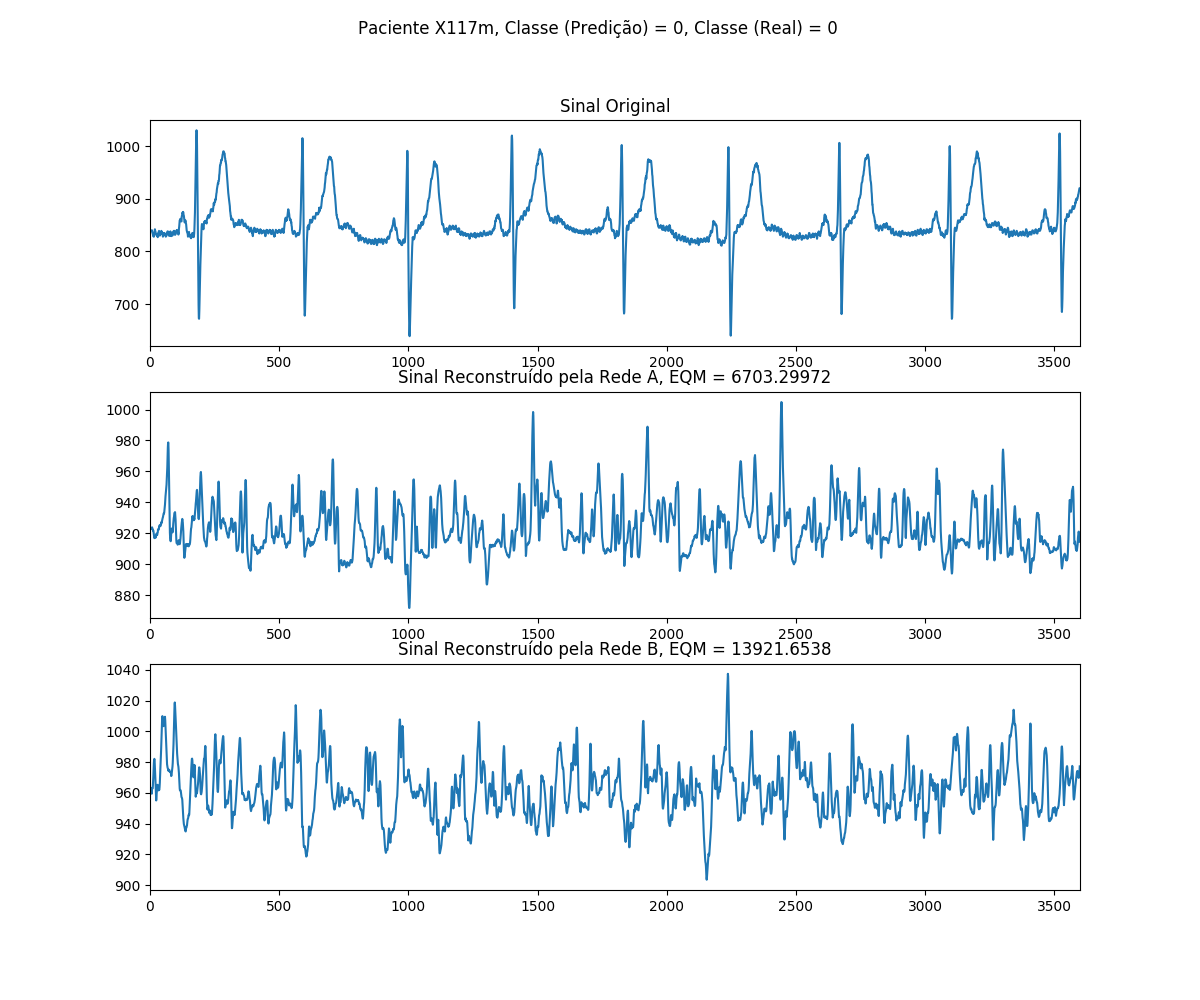 Paciente X117m, Classe (Predição) = 0, Classe (Real) = 0
Sinal Original
1000
900
800
700
0 500 1000 1500 2000 2500 3000 3500
Sinal Reconstruído pela Rede A, EQM = 6703.29972
1000
980
960
940
920
900
880
0 500 1000 1500 2000 2500 3000 3500
Sinal Reconstruído pela Rede B, EQM = 13921.6538
1040
1020
1000
980
960
940
920
900
0 500 1000 1500 2000 2500 3000 3500